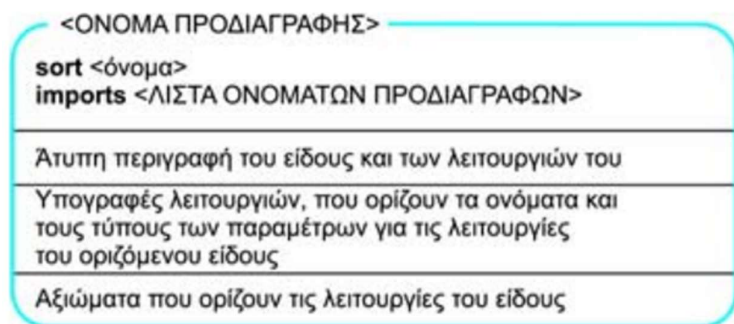 <ΟΝΟΜΑ ΠΡΟΔΙΑΓΡΑΦΗΣ>
sort <όνομα>
imports <ΛΙΣΤΑ ΟΝΟΜΑΤΩΝ ΠΡΟΔΙΑΓΡΑΦΩΝ>
Άτυπη περιγραφή του είδους και των λειτουργιών του
Υπογραφές λειτουργιών, που ορίζουν τα ονόματα και
τους τύπους των παραμέτρων για τις λειτουργίες
του οριζόμενου είδους
Αξιώματα που ορίζουν τις λειτουργίες του είδους